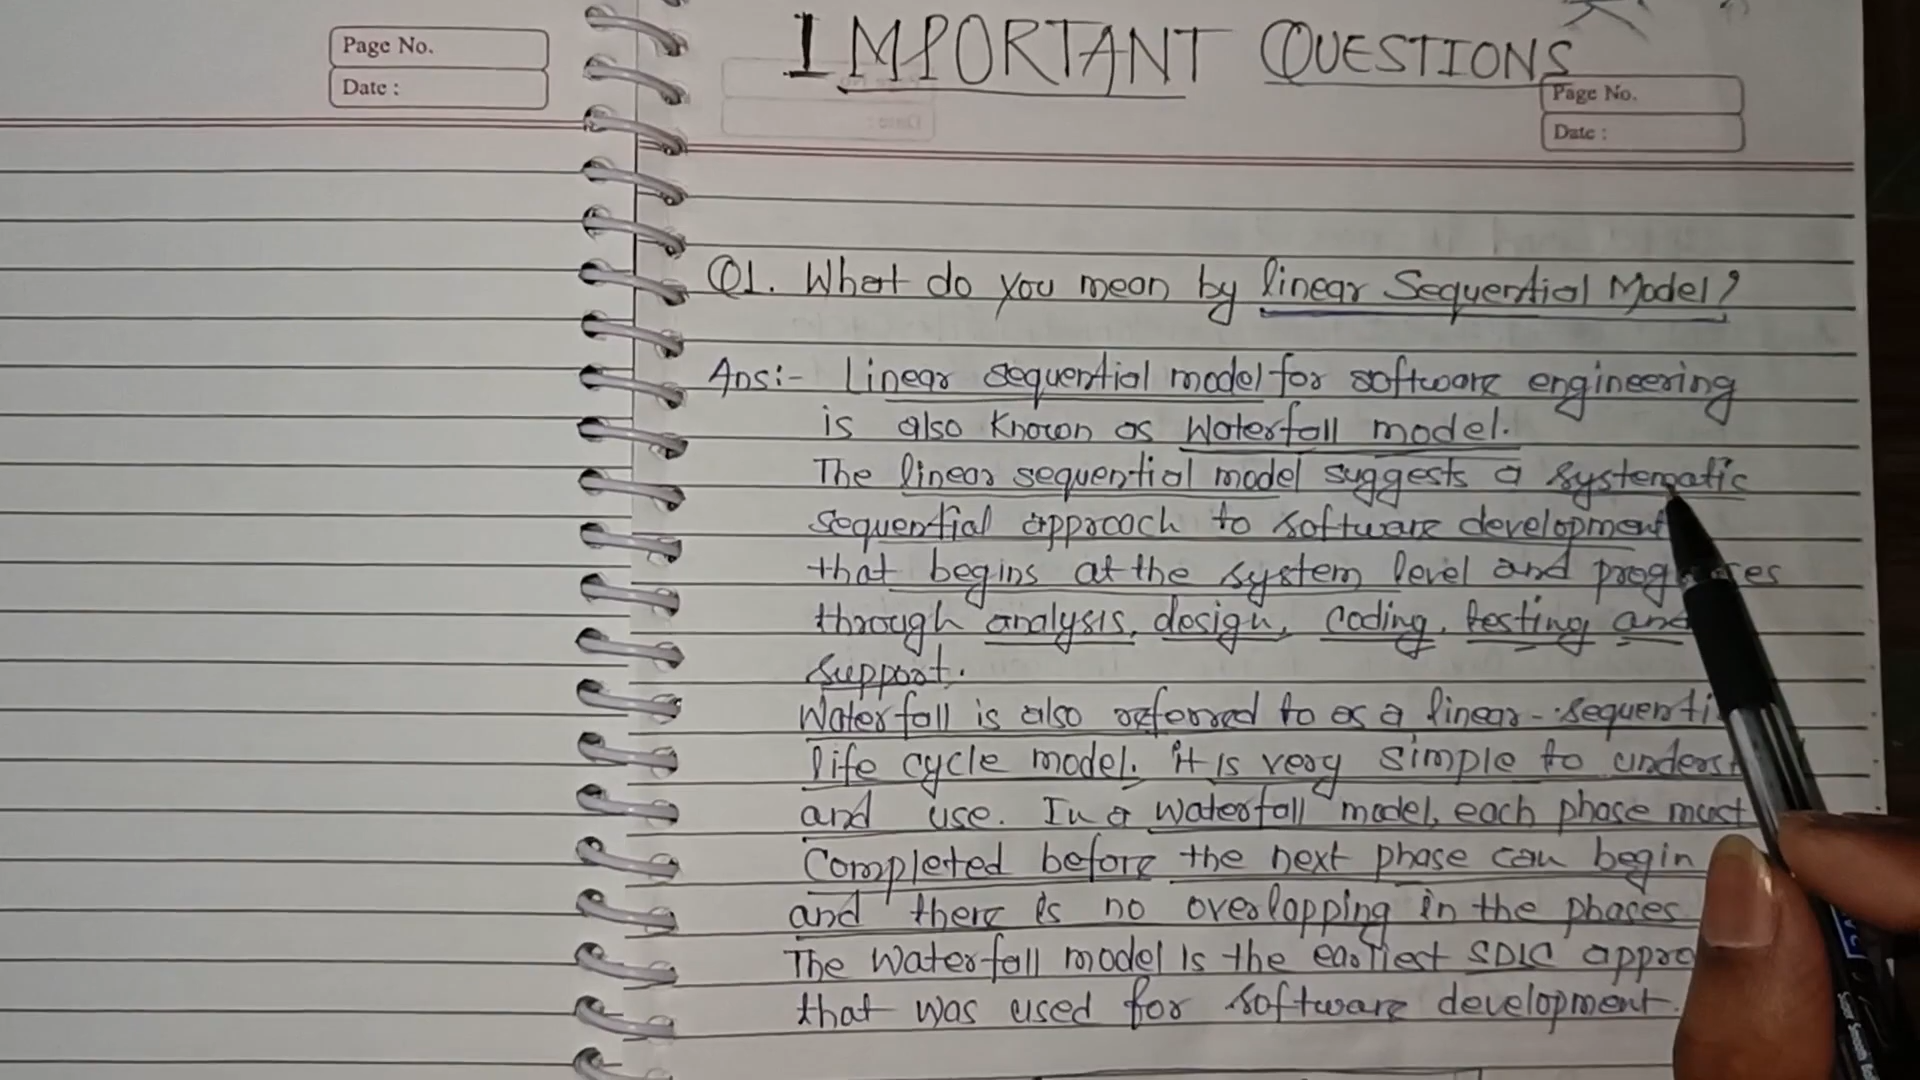 Page No.
Date :
IMPORTANT QUESTIONS
Page No.
Date :
Q1. What do you mean by linear Sequential Model?
Ans:- Linear sequential model for software engineering
is also known as Waterfall model.
The linear sequential model suggests a systematic
sequential approach to software development
that begins at the system level and
through analysis, design, coding, testing and
support.
Waterfall is also referred to as a linear-
life cycle model. it is very simple to
and use. In a waterfall model, each phase must
Completed before the next phase can begin
and there is no overlapping in the phases
The Waterfall model is the earliest SDLC
that was used for software development.